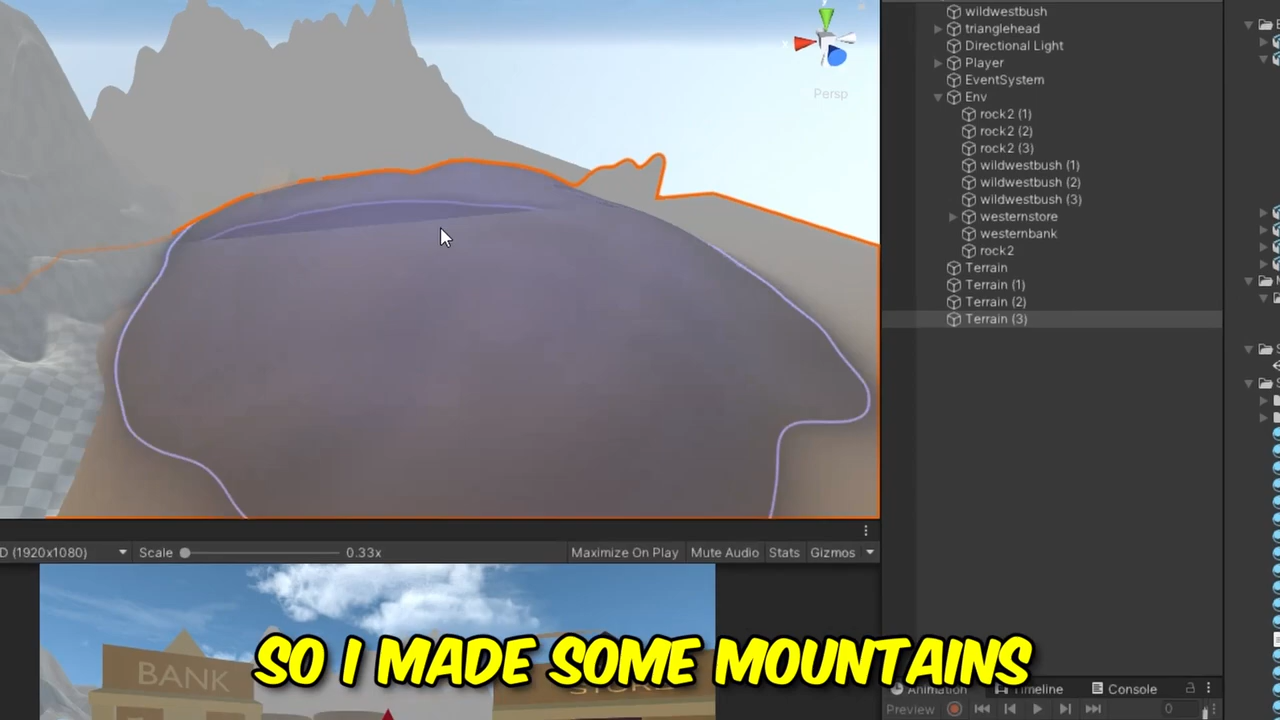 wildwestbush
trianglehead
Directional Light
Player
EventSystem
Env
rock2 (1)
rock2 (2)
rock2 (3)
wildwestbush (1)
wildwestbush (2)
wildwestbush (3)
westernstore
westernbank
rock2
Terrain
Terrain (1)
Terrain (2)
Terrain (3)
Persp
D (1920x1080) Scale 0.33x Maximize On Play Mute Audio Stats Gizmos
BANK
SO I MADE SOME MOUNTAINS
Animation Timeline Console
Preview 0